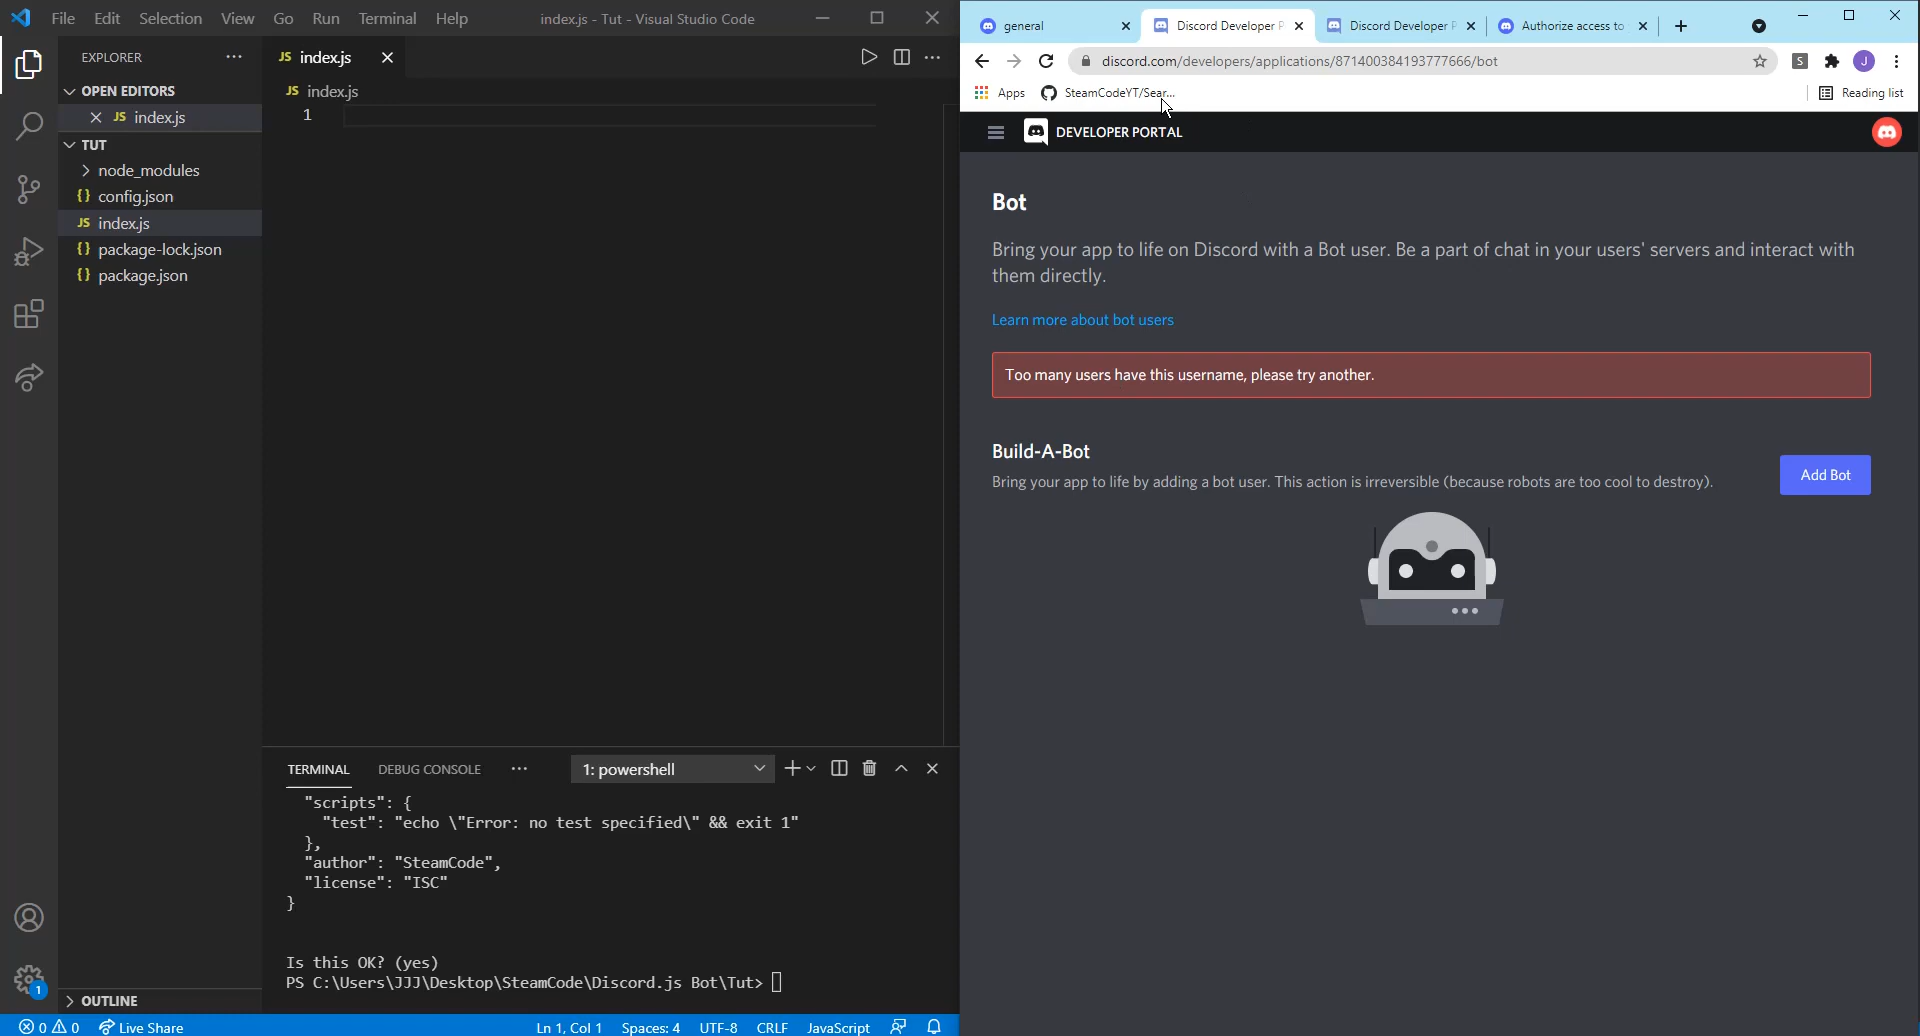 File Edit Selection View Go Run Terminal Help
index.js - Tut - Visual Studio Code
EXPLORER
OPEN EDITORS
JS index.js
TUT
node_modules
{} config.json
JS index.js
{} package-lock.json
{} package.json
OUTLINE
JS index.js
JS index.js
1
TERMINAL DEBUG CONSOLE
1: powershell
"scripts": {
"test": "echo \"Error: no test specified\" && exit 1"
},
"author": "SteamCode",
"license": "ISC"
}
Is this OK? (yes)
PS C:\Users\JJJ\Desktop\SteamCode\Discord.js Bot\Tut>
1
0 0 Live Share
Ln 1, Col 1 Spaces: 4 UTF-8 CRLF JavaScript
general
Discord Developer P
Discord Developer P
Authorize access to
discord.com/developers/applications/871400384193777666/bot
S
J
Apps SteamCodeYT/Sear...
Reading list
DEVELOPER PORTAL
Bot
Bring your app to life on Discord with a Bot user. Be a part of chat in your users' servers and interact with
them directly.
Learn more about bot users
Too many users have this username, please try another.
Build-A-Bot
Bring your app to life by adding a bot user. This action is irreversible (because robots are too cool to destroy).
Add Bot